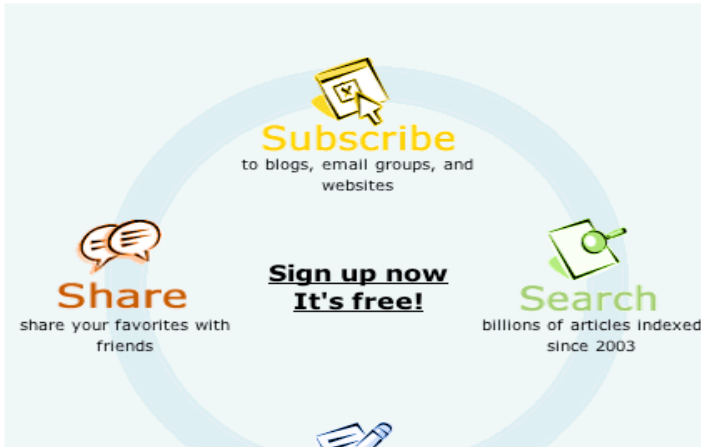 Subscribe
to blogs, email groups, and
websites
Share
share your favorites with
friends
Sign up now
It's free!
Search
billions of articles indexed
since 2003